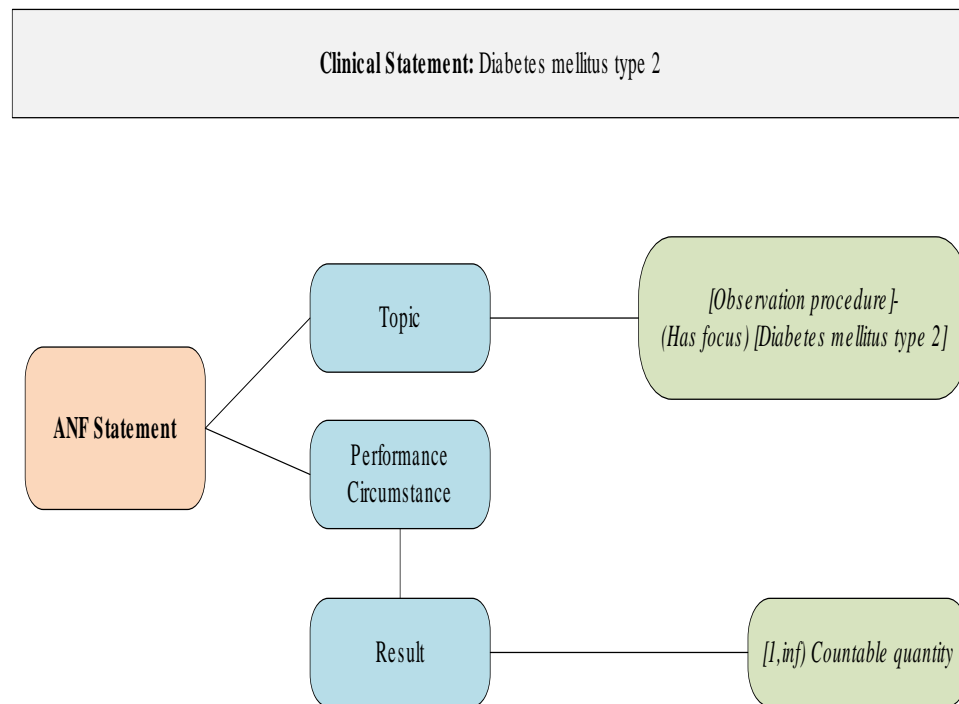 Clinical Statement: Diabetes mellitus type 2
Topic
[Observation procedure]-
(Has focus) [Diabetes mellitus type 2]
ANF Statement
Performance
Circumstance
Result
[1,inf) Countable quantity